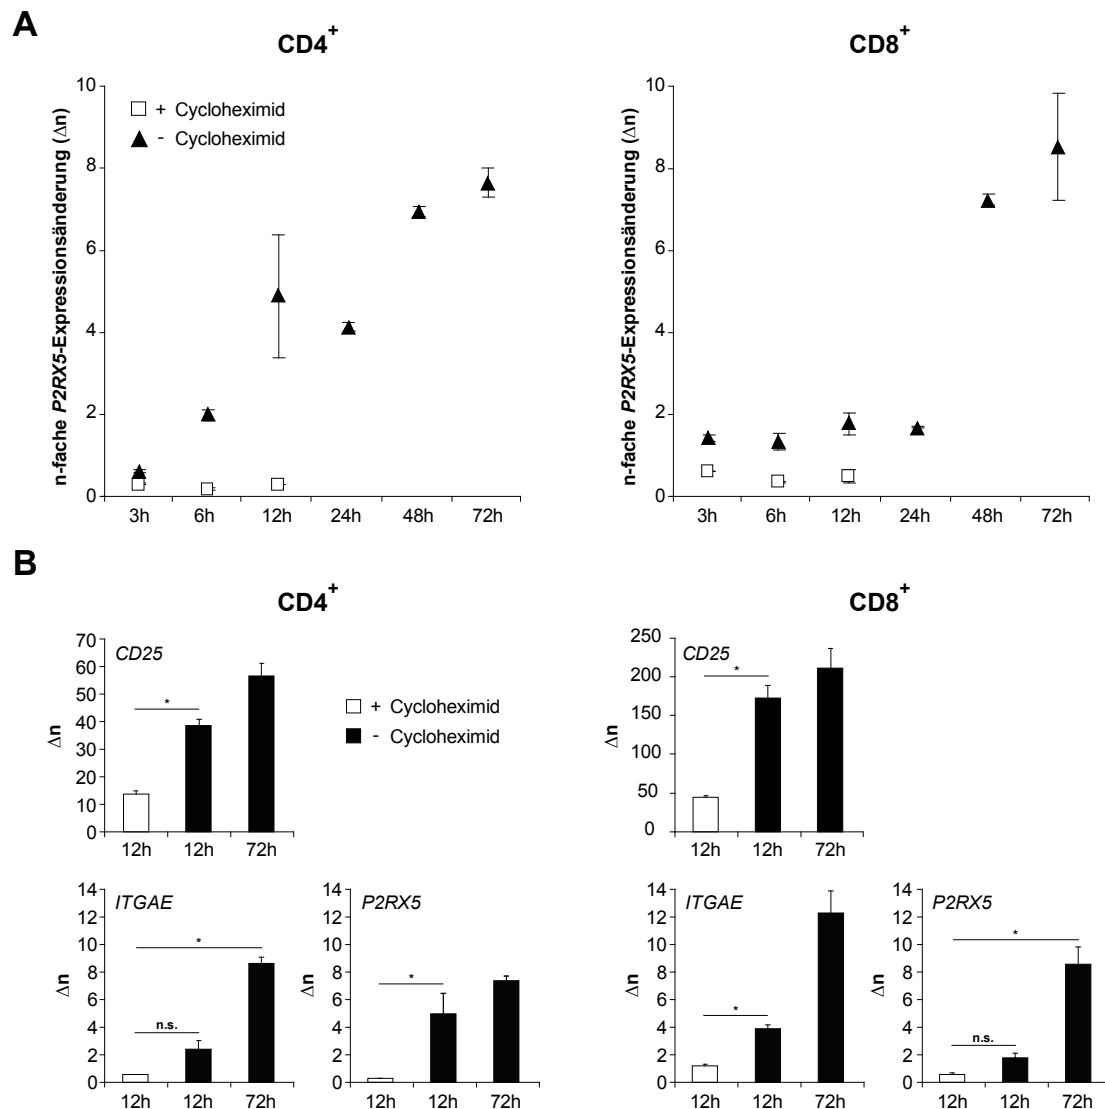 A
CD4+
CD8+
n-fache P2RX5-Expressionsänderung (Δn)
10
8
6
4
2
0
+ Cycloheximid
- Cycloheximid
3h 6h 12h 24h 48h 72h
n-fache P2RX5-Expressionsänderung (Δn)
10
8
6
4
2
0
3h 6h 12h 24h 48h 72h
B
CD4+
CD8+
Δn
70
60
50
40
30
20
10
0
CD25
*
12h 12h 72h
+ Cycloheximid
- Cycloheximid
Δn
250
200
150
100
50
0
CD25
*
12h 12h 72h
Δn
14
12
10
8
6
4
2
0
ITGAE
*
n.s.
12h 12h 72h
Δn
14
12
10
8
6
4
2
0
P2RX5
*
12h 12h 72h
Δn
14
12
10
8
6
4
2
0
ITGAE
*
12h 12h 72h
Δn
14
12
10
8
6
4
2
0
P2RX5
*
n.s.
12h 12h 72h